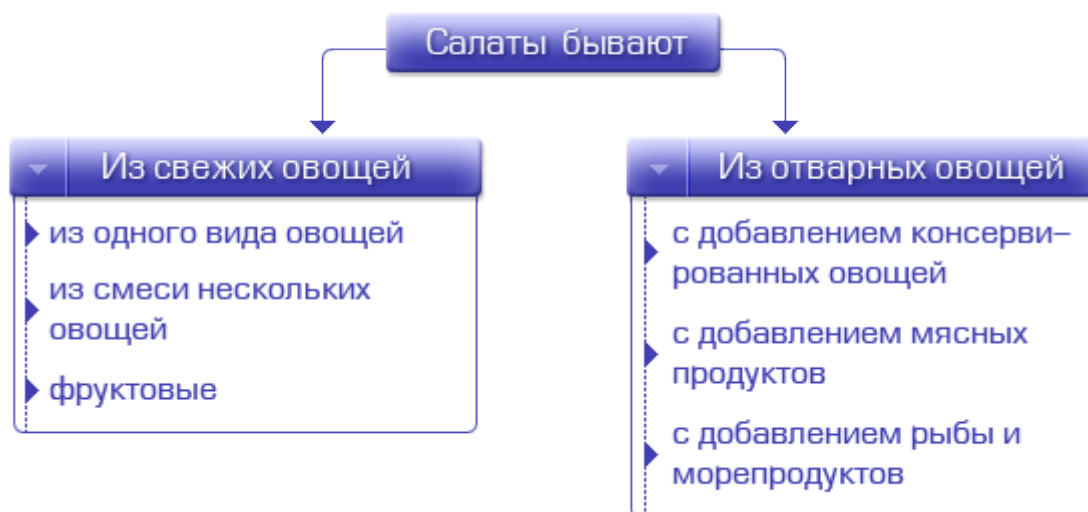 Салаты бывают
Из свежих овощей
из одного вида овощей
из смеси нескольких
овощей
фруктовые
Из отварных овощей
с добавлением консерви–
рованных овощей
с добавлением мясных
продуктов
с добавлением рыбы и
морепродуктов